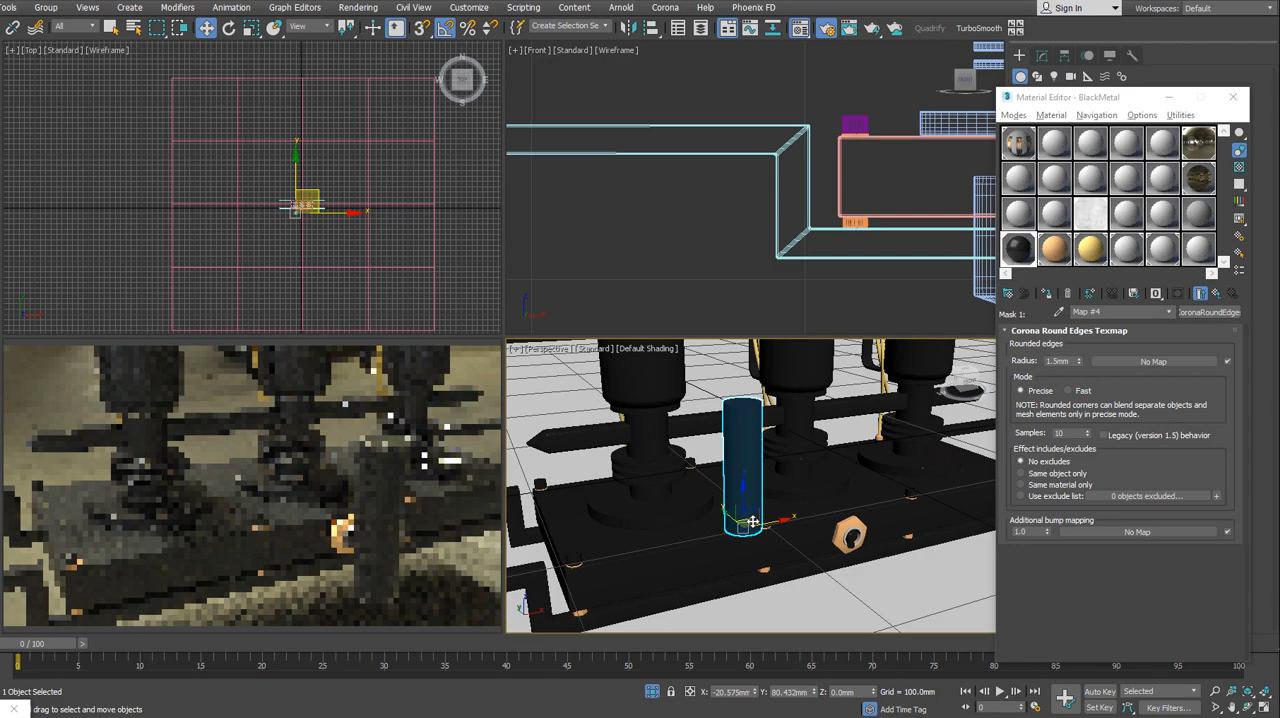 Tools Group Views Create Modifiers Animation Graph Editors Rendering Civil View Customize Scripting Content Arnold Corona Help Phoenix FD Sign In Workspaces: Default
All View Create Selection Se Quadrify TurboSmooth
[+] [Top] [Standard] [Wireframe]
[+] [Front] [Standard] [Wireframe]
Material Editor - BlackMetal
Modes Material Navigation Options Utilities
Mask 1: Map #4 CoronaRoundEdge
Corona Round Edges Texmap
Rounded edges
Radius: 1.5mm No Map
Mode
Precise Fast
NOTE: Rounded corners can blend separate objects and
mesh elements only in precise mode.
Samples: 10 Legacy (version 1.5) behavior
Effect includes/excludes
No excludes
Same object only
Same material only
Use exclude list: 0 objects excluded... +
Additional bump mapping
1.0 No Map
[+] [Perspective] [Standard] [Default Shading]
0 / 100 >
0 5 10 15 20 25 30 35 40 45 50 55 60 65 70 75 80 85 90 95 100
1 Object Selected X: -20.575mm Y: 80.432mm Z: 0.0mm Grid = 100.0mm Auto Key Selected
drag to select and move objects Add Time Tag 0 Set Key Key Filters...